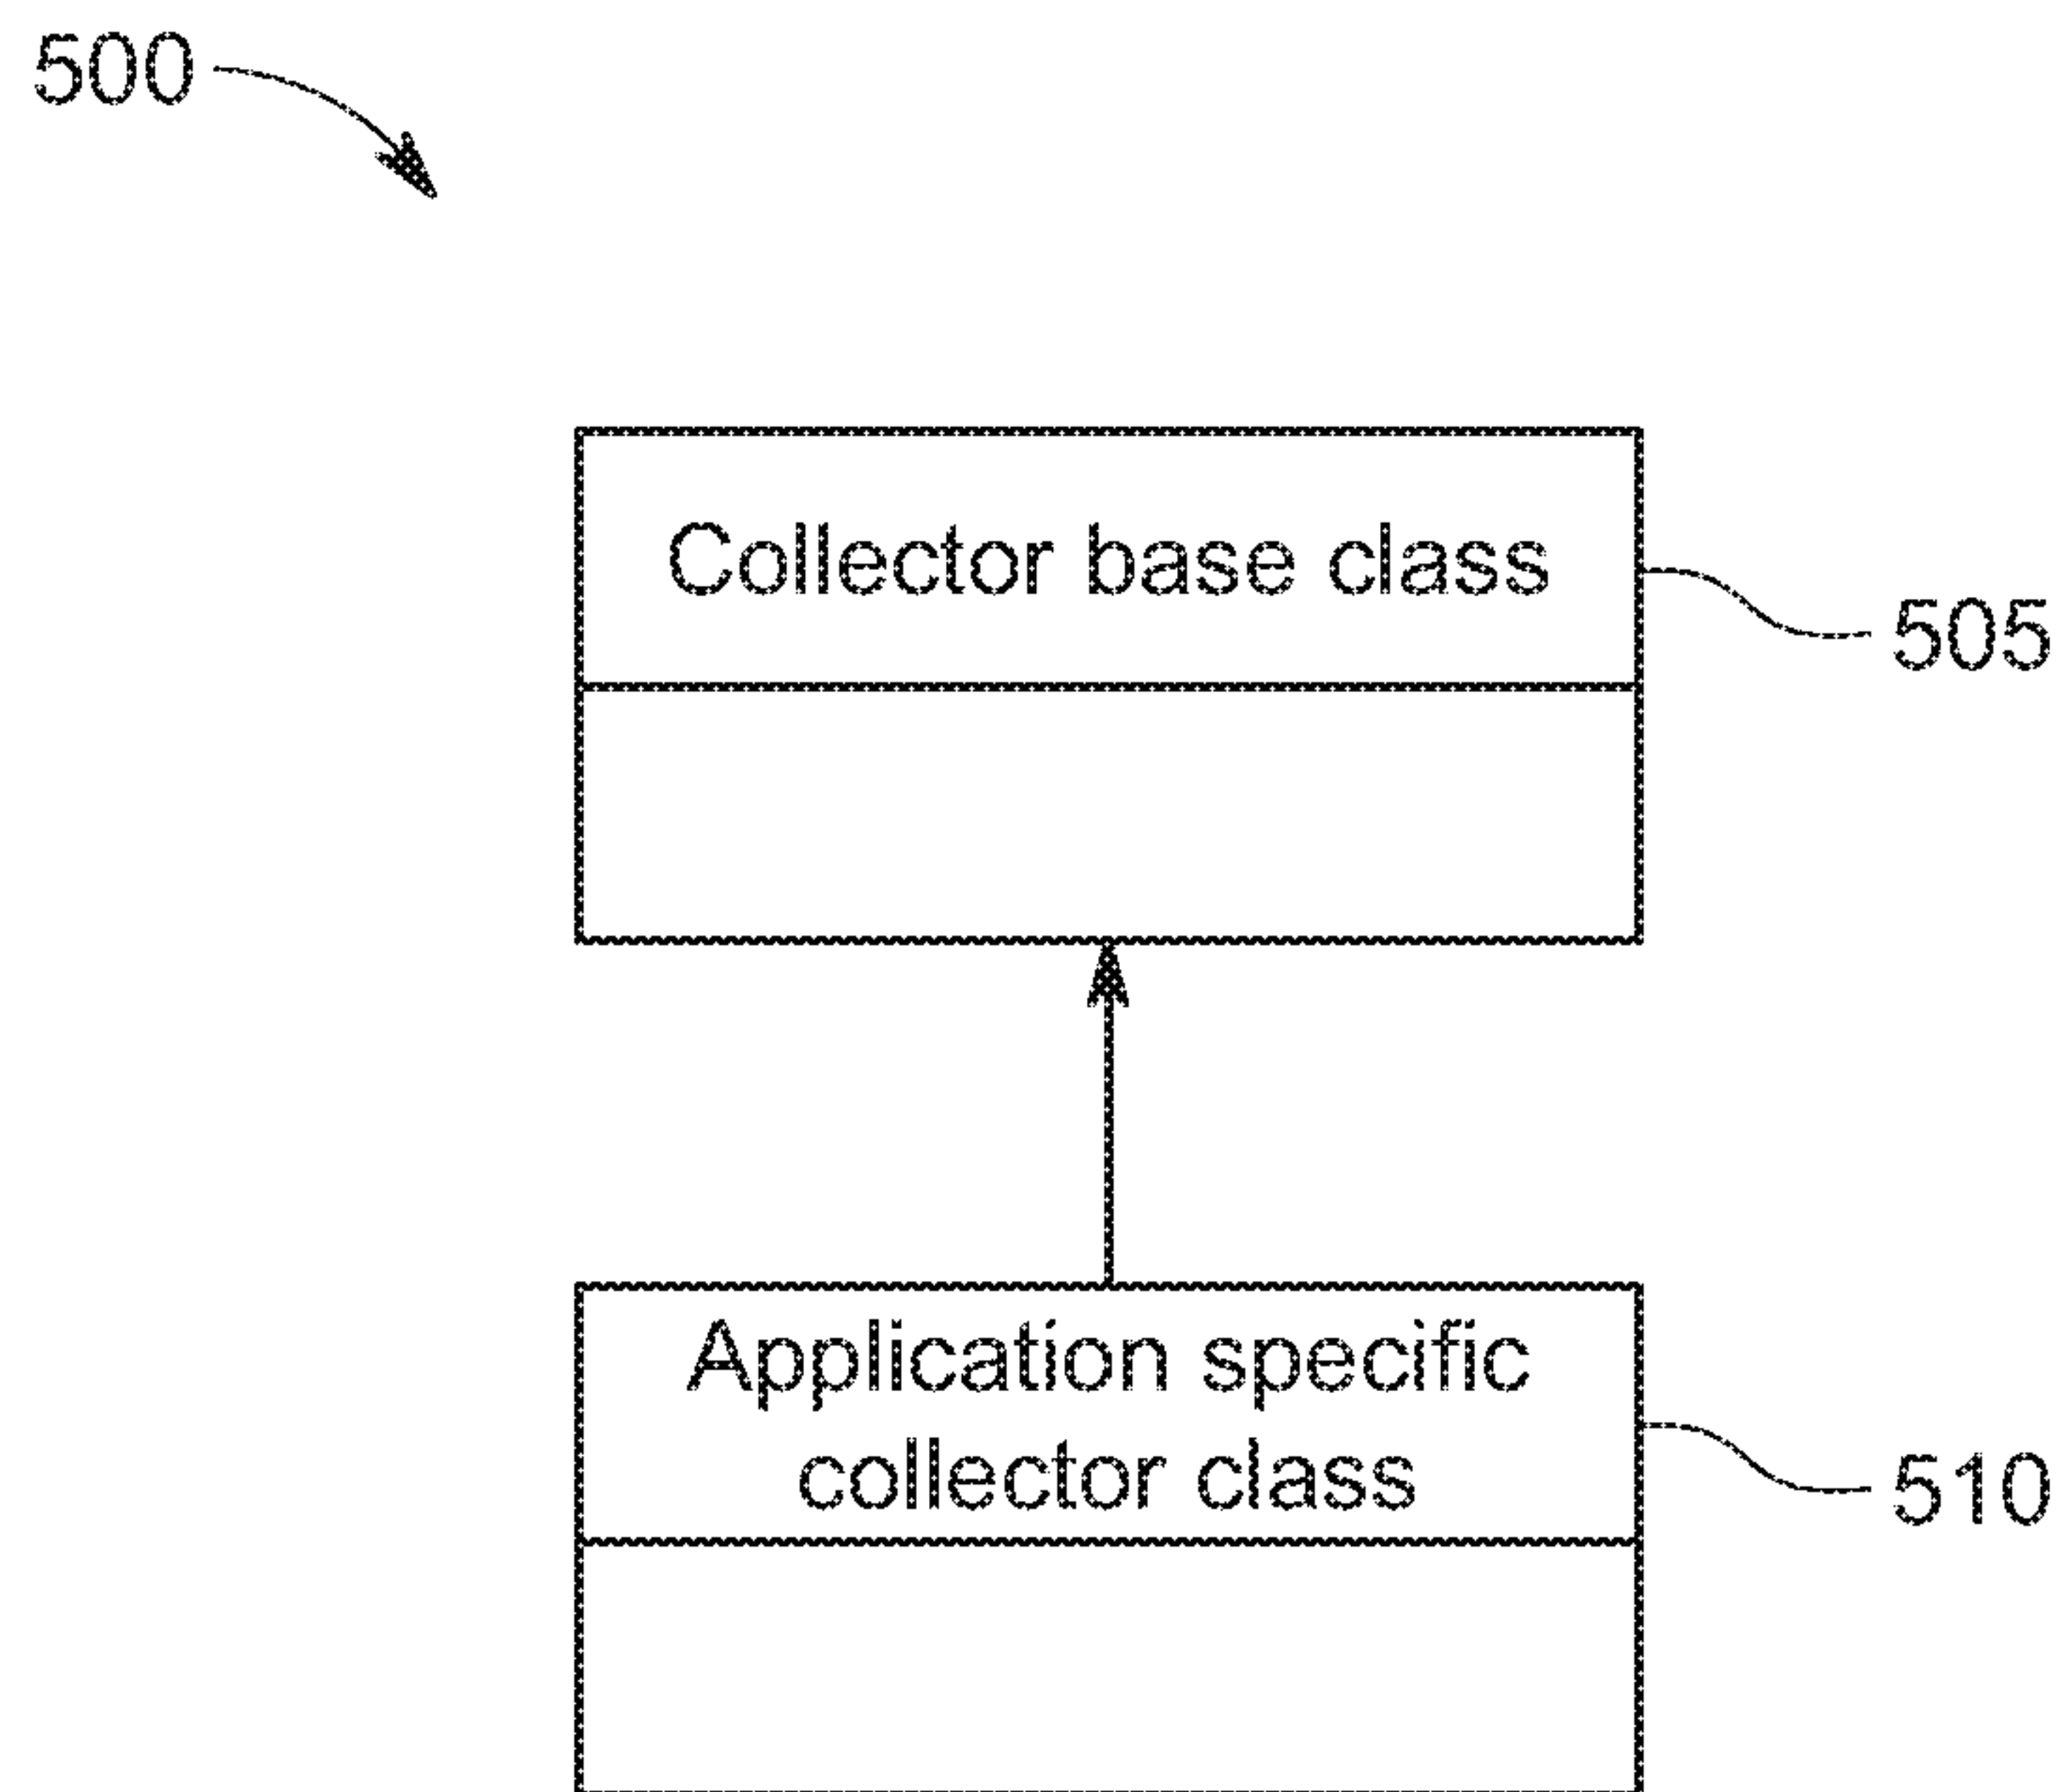 500
Collector base class
505
Application specific
collector class
510